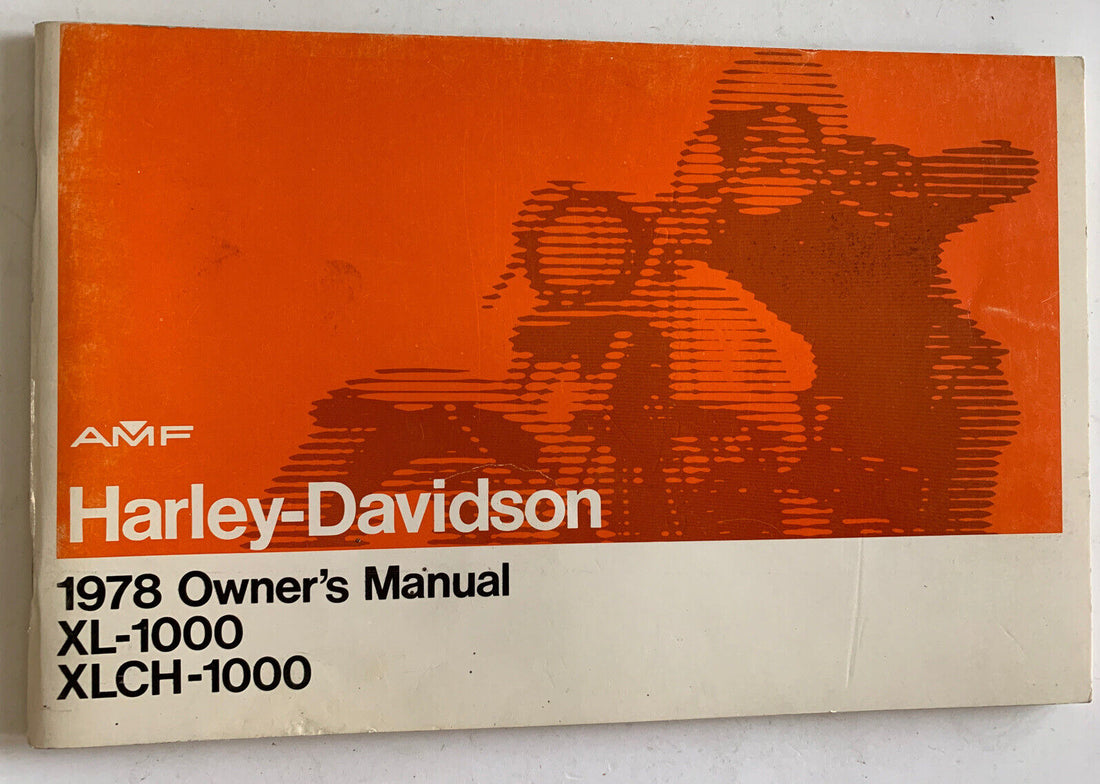 AMF
Harley-Davidson
1978 Owner's Manual
XL-1000
XLCH-1000